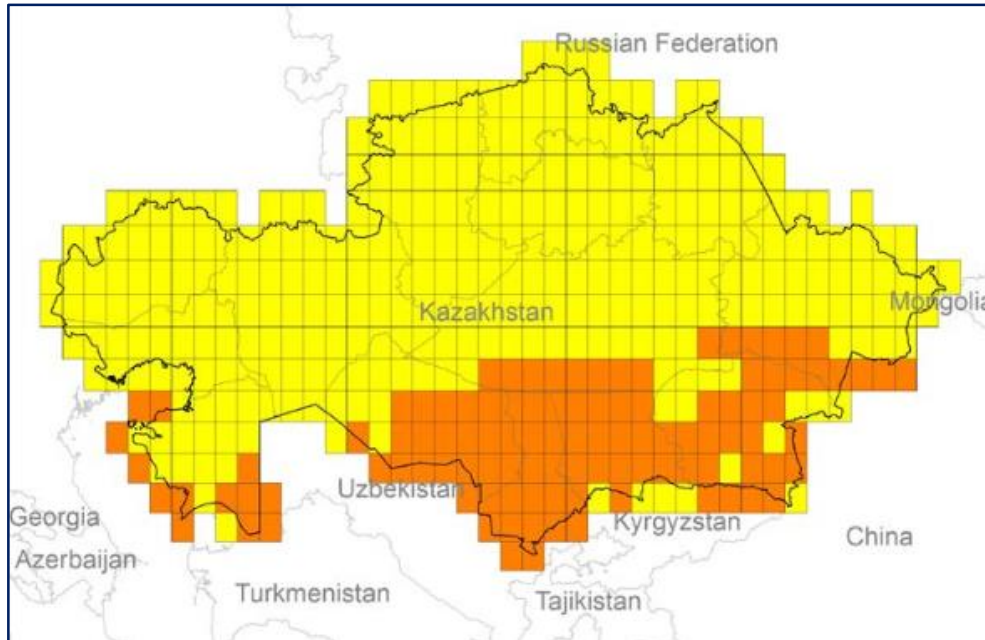 Russian Federation
Kazakhstan
Mongolia
Uzbekistan
Georgia
Kyrgyzstan
China
Azerbaijan
Turkmenistan
Tajikistan